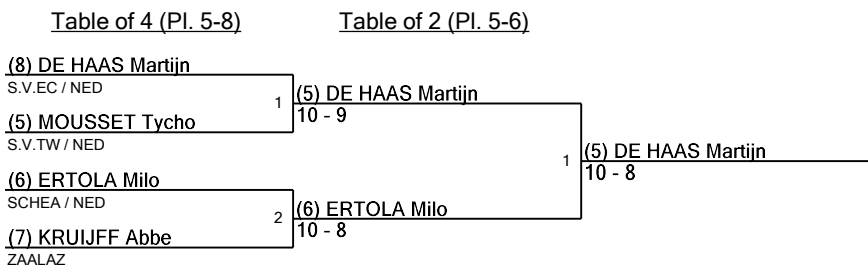 Table of 4 (Pl. 5-8)
Table of 2 (Pl. 5-6)
(8) DE HAAS Martijn
S.V.EC / NED
1
(5) DE HAAS Martijn
10 - 9
(5) MOUSSET Tycho
S.V.TW / NED
1
(5) DE HAAS Martijn
10 - 8
(6) ERTOLA Milo
SCHEA / NED
2
(6) ERTOLA Milo
10 - 8
(7) KRUIJFF Abbe
ZAALAZ